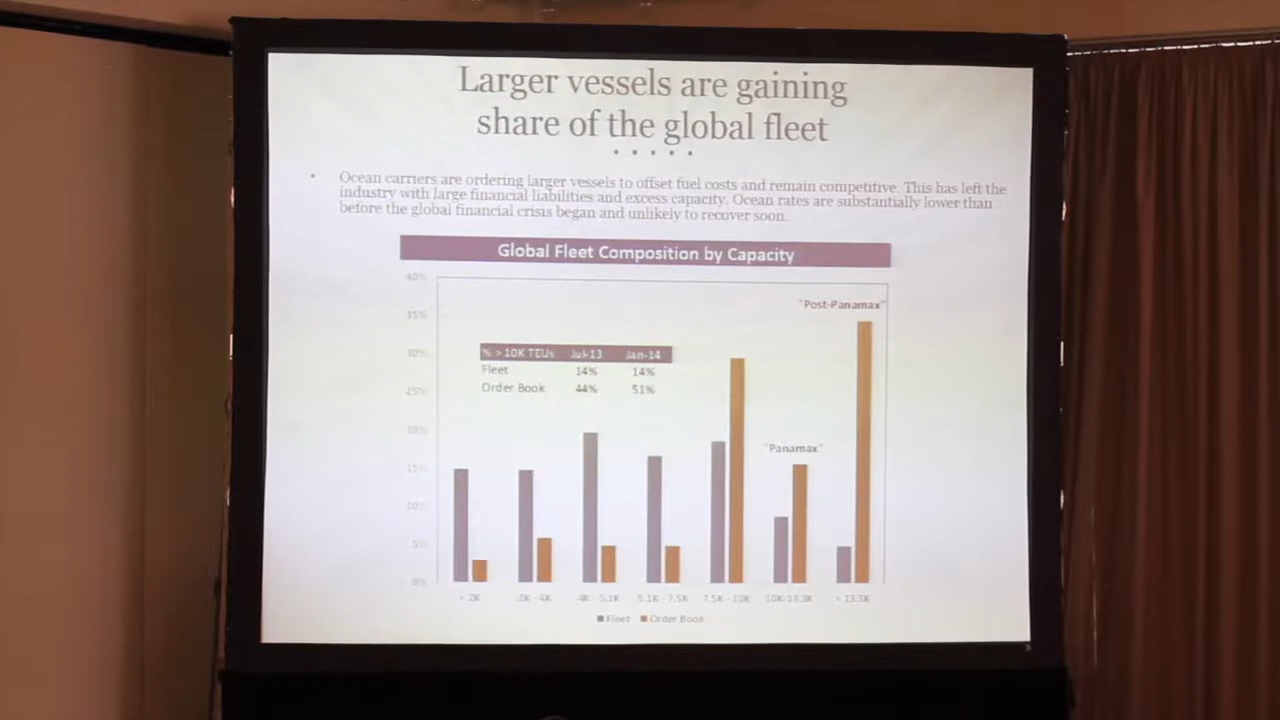 Larger vessels are gaining
share of the global fleet
• Ocean carriers are ordering larger vessels to offset fuel costs and remain competitive. This has left the
industry with large financial liabilities and excess capacity. Ocean rates are substantially lower than
before the global financial crisis began and unlikely to recover soon.
Global Fleet Composition by Capacity
40%
"Post-Panamax"
35%
% > 10K TEUs Jul-13 Jan-14
30%
Fleet 14% 14%
Order Book 44% 51%
25%
20%
"Panamax"
15%
10%
5%
0%
< 2K 2K - 4K 4K - 5.1K 5.1K - 7.5K 7.5K - 10K
Fleet Order Book